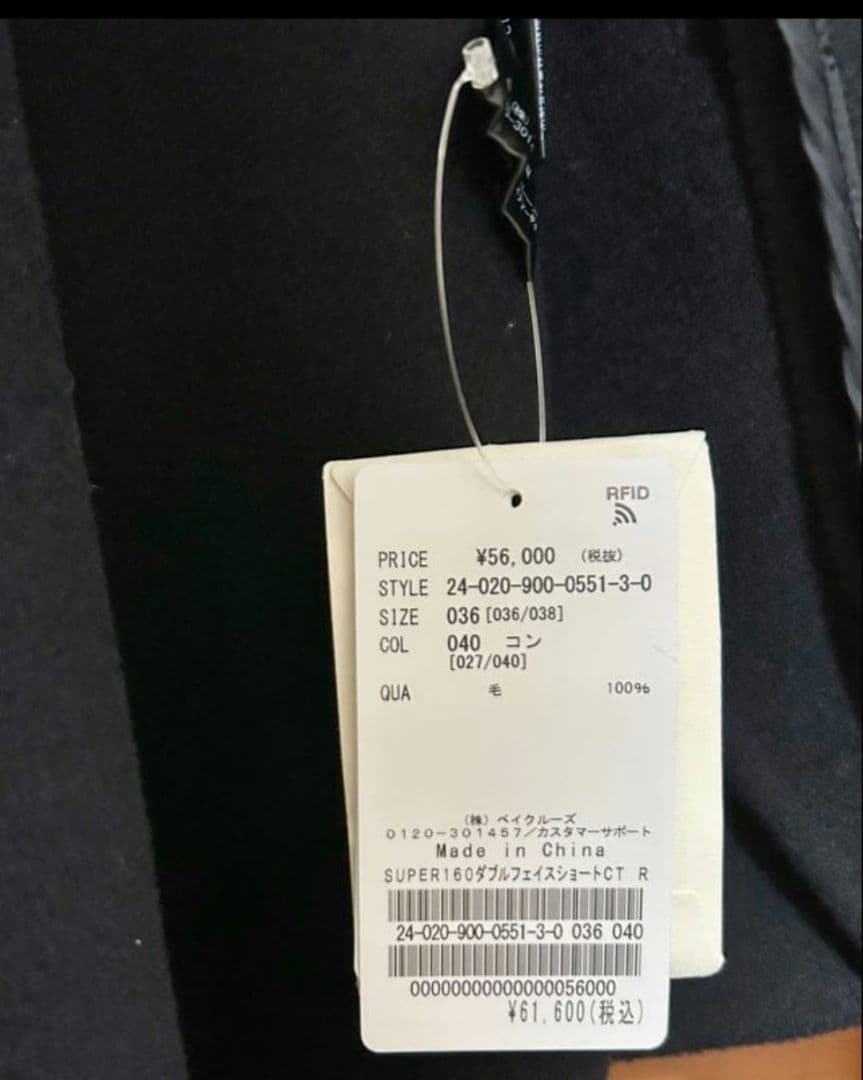 RFID
PRICE ¥56,000 (税抜)
STYLE 24-020-900-0551-3-0
SIZE 036 [036/038]
COL 040 コン
[027/040]
QUA 毛 100%
(株) ベイクルーズ
0120-301457/カスタマーサポート
Made in China
SUPER160ダブルフェイスショートCT R
24-020-900-0551-3-0 036 040
00000000000000056000
¥61,600(税込)